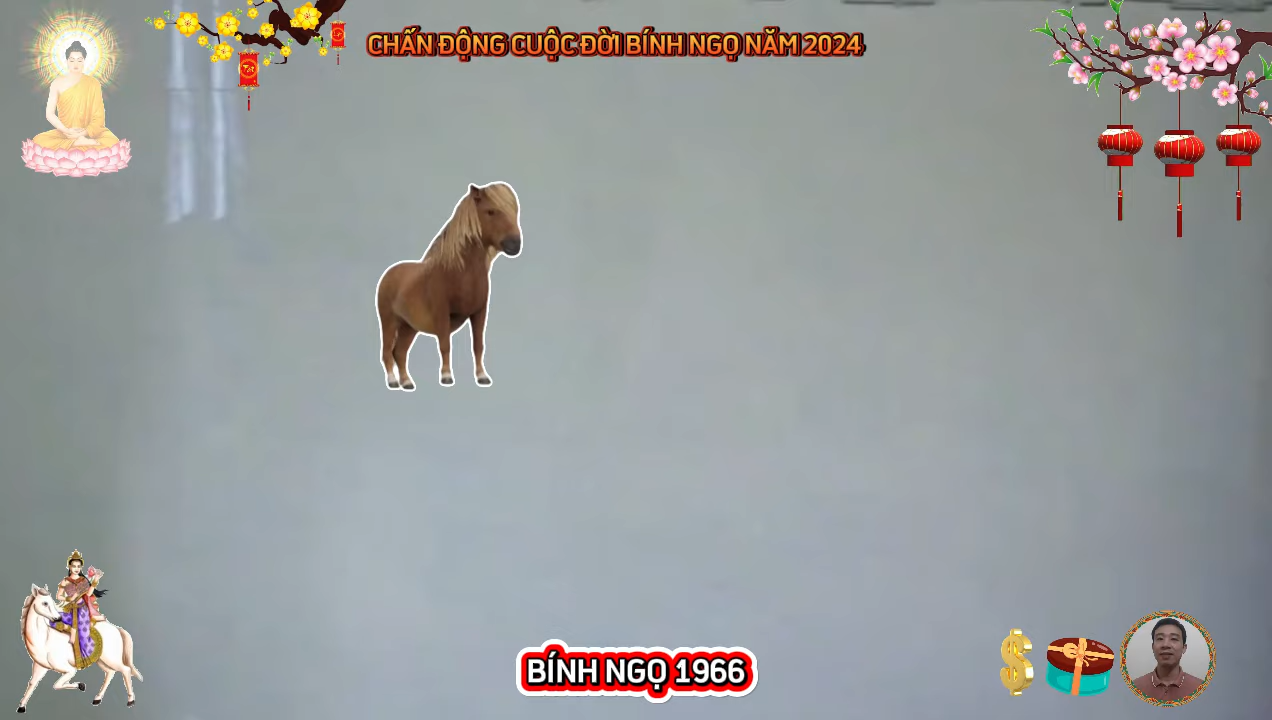 CHẤN ĐỘNG CUỘC ĐỜI BÍNH NGỌ NĂM 2024
BÍNH NGỌ 1966